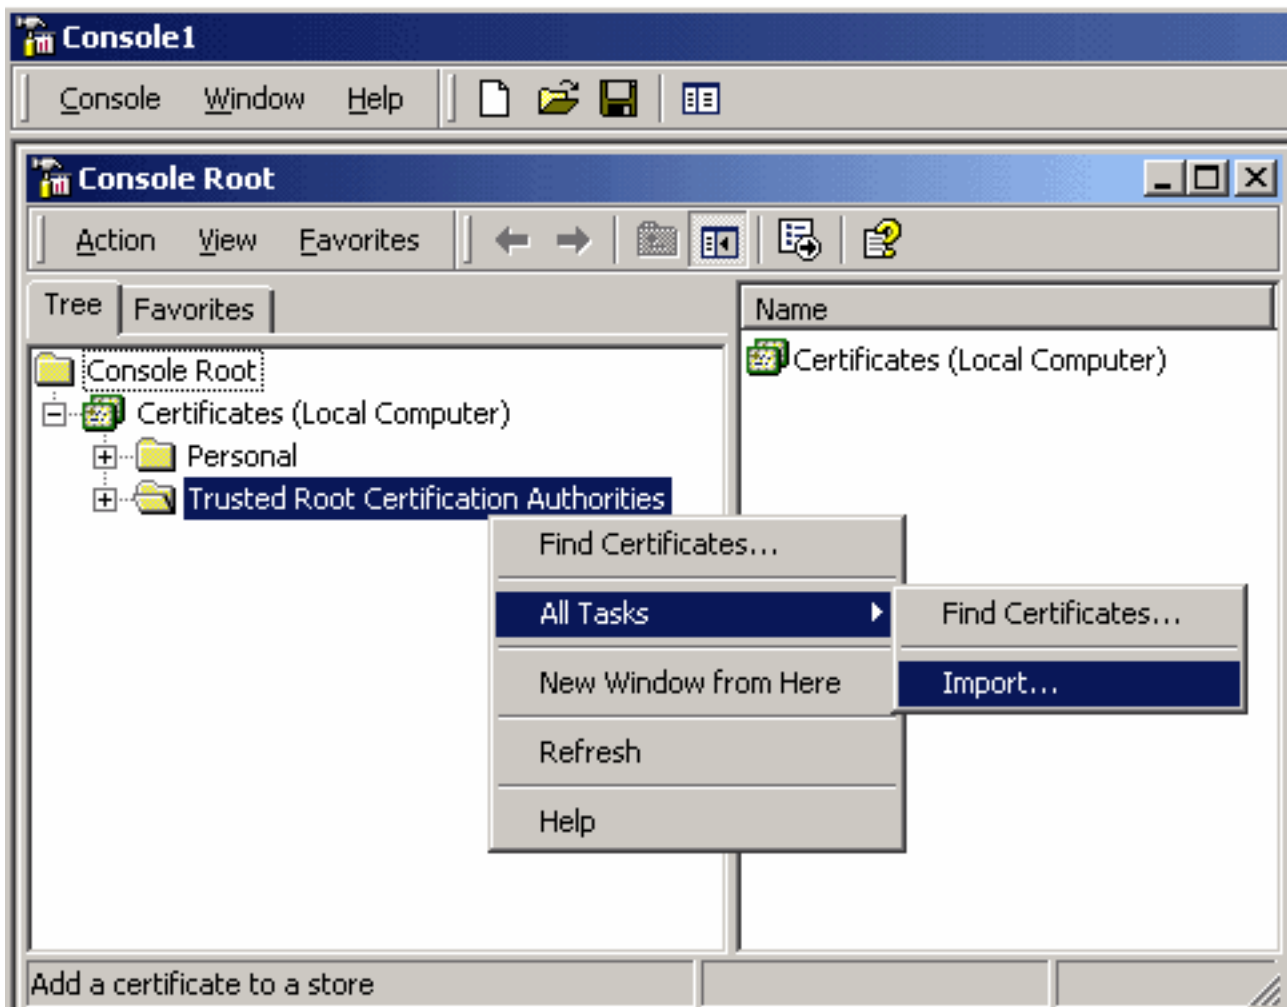 Console1
Console Window Help
Console Root
Action View Favorites
Tree Favorites
Name
Console Root
Certificates (Local Computer)
Certificates (Local Computer)
Personal
Trusted Root Certification Authorities
Find Certificates...
All Tasks
New Window from Here
Refresh
Help
Find Certificates...
Import...
Add a certificate to a store